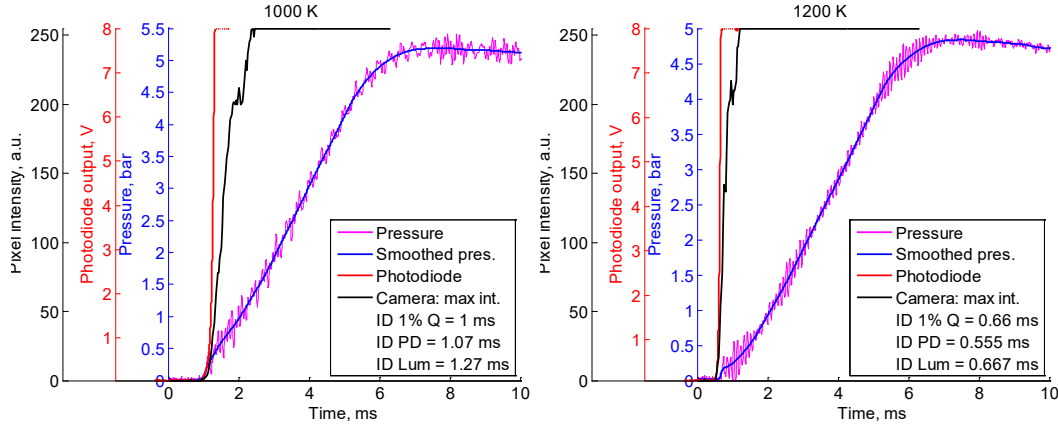 1000 K
250
200
150
100
50
0
Pixel intensity, a.u.
8
7
6
5
4
3
2
1
Photodiode output, V
5.5
5
4.5
4
3.5
3
2.5
2
1.5
1
0.5
0
Pressure, bar
Pressure
Smoothed pres.
Photodiode
Camera: max int.
ID 1% Q = 1 ms
ID PD = 1.07 ms
ID Lum = 1.27 ms
0 2 4 6 8 10
Time, ms
1200 K
250
200
150
100
50
0
Pixel intensity, a.u.
8
7
6
5
4
3
2
1
Photodiode output, V
5
4.5
4
3.5
3
2.5
2
1.5
1
0.5
0
Pressure, bar
Pressure
Smoothed pres.
Photodiode
Camera: max int.
ID 1% Q = 0.66 ms
ID PD = 0.555 ms
ID Lum = 0.667 ms
0 2 4 6 8 10
Time, ms